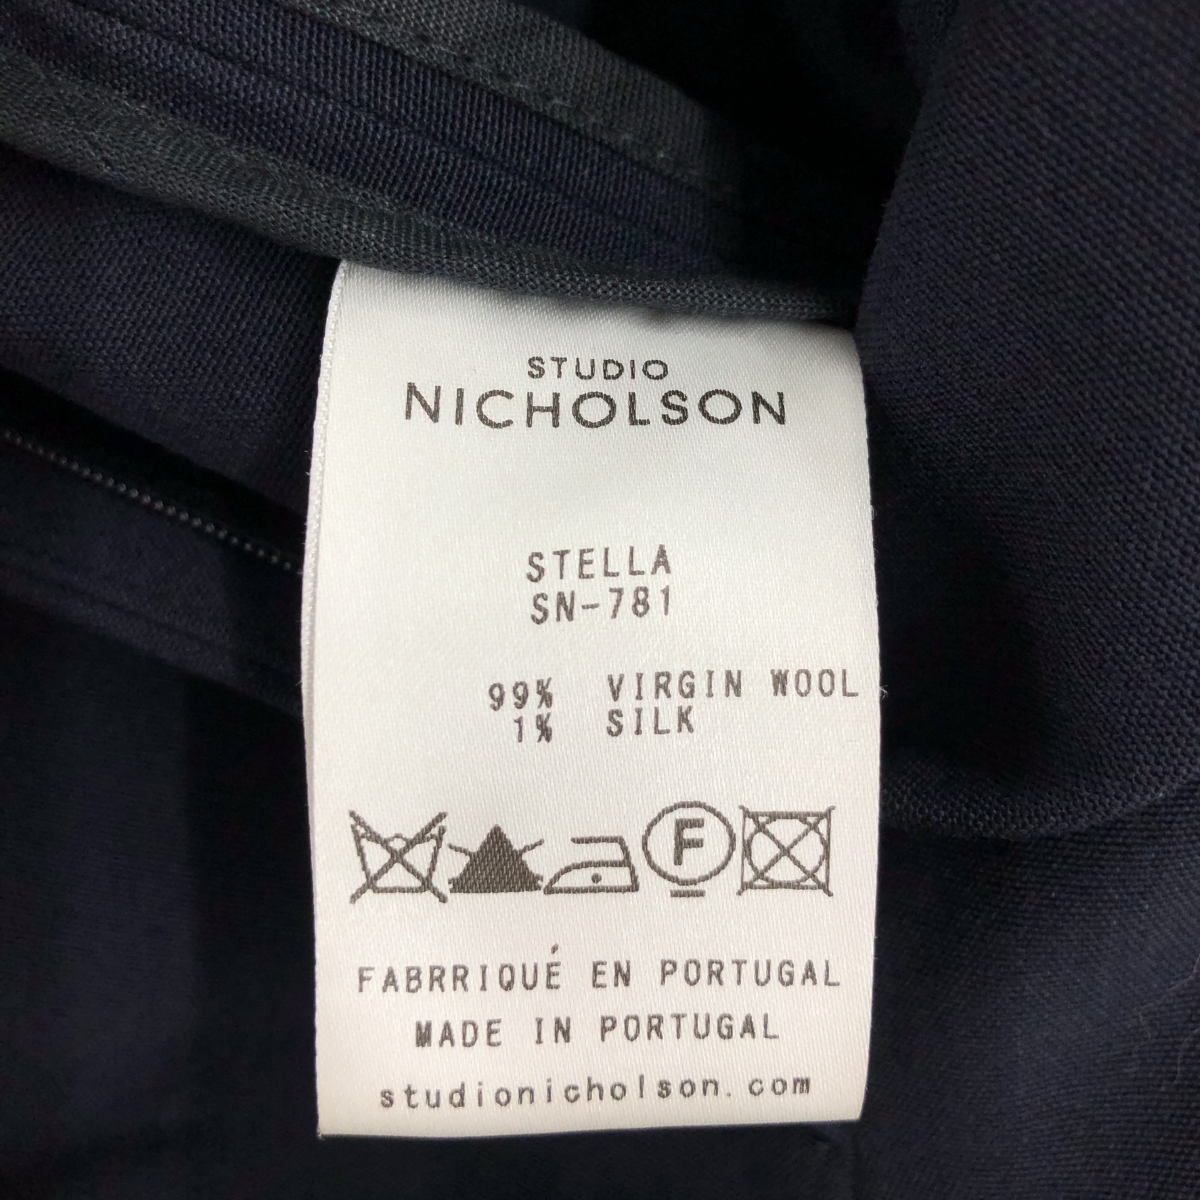 STUDIO
NICHOLSON
STELLA
SN-781
99% VIRGIN WOOL
1% SILK
F
FABRRIQUÉ EN PORTUGAL
MADE IN PORTUGAL
studionicholson.com